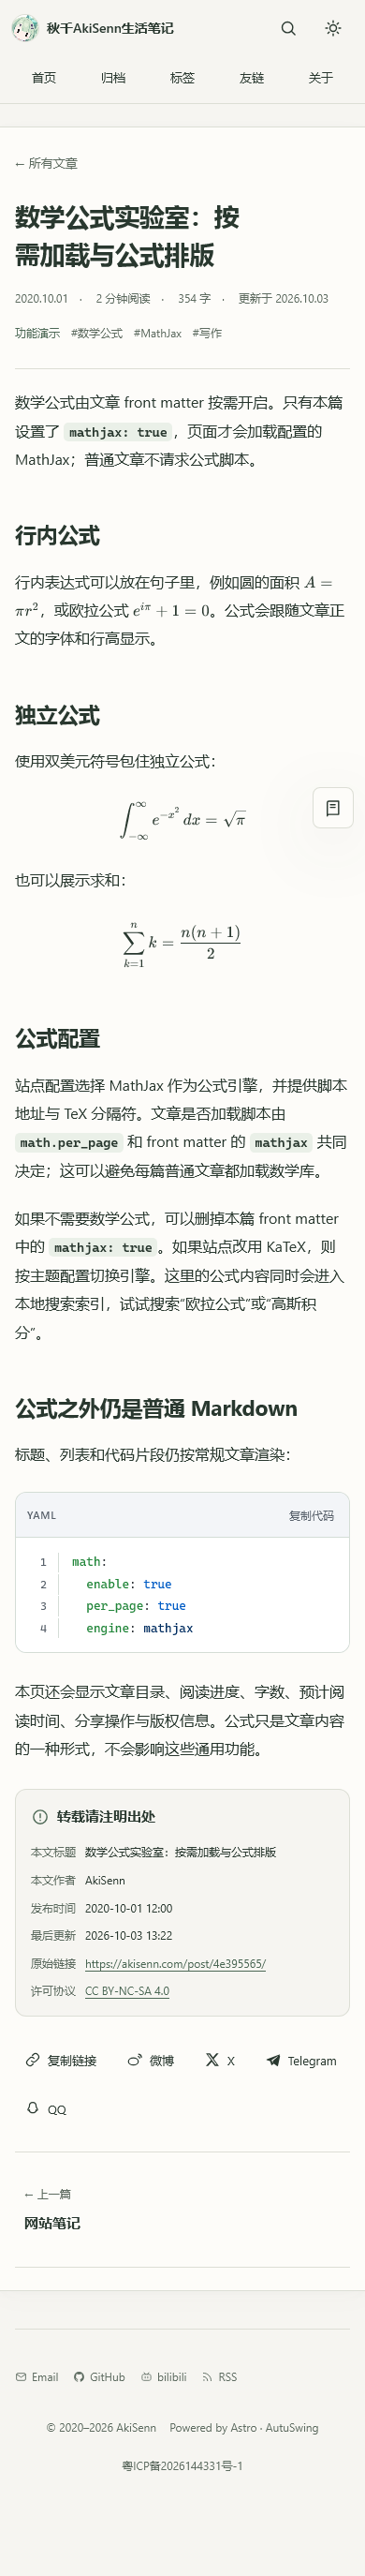 秋千AkiSenn生活笔记
首页 归档 标签 友链 关于
← 所有文章
数学公式实验室：按
需加载与公式排版
2020.10.01 · 2 分钟阅读 · 354 字 · 更新于 2026.10.03
功能演示 #数学公式 #MathJax #写作
数学公式由文章 front matter 按需开启。只有本篇
设置了 mathjax: true，页面才会加载配置的
MathJax；普通文章不请求公式脚本。
行内公式
行内表达式可以放在句子里，例如圆的面积 A =
πr²，或欧拉公式 e^{iπ} + 1 = 0。公式会跟随文章正
文的字体和行高显示。
独立公式
使用双美元符号包住独立公式：
∫_{-∞}^{∞} e^{-x²} dx = √π
也可以展示求和：
∑_{k=1}^{n} k = n(n + 1)/2
公式配置
站点配置选择 MathJax 作为公式引擎，并提供脚本
地址与 TeX 分隔符。文章是否加载脚本由
math.per_page 和 front matter 的 mathjax 共同
决定；这可以避免每篇普通文章都加载数学库。
如果不需要数学公式，可以删掉本篇 front matter
中的 mathjax: true。如果站点改用 KaTeX，则
按主题配置切换引擎。这里的公式内容同时会进入
本地搜索索引，试试搜索“欧拉公式”或“高斯积
分”。
公式之外仍是普通 Markdown
标题、列表和代码片段仍按常规文章渲染：
YAML 复制代码
1 math:
2 enable: true
3 per_page: true
4 engine: mathjax
本页还会显示文章目录、阅读进度、字数、预计阅
读时间、分享操作与版权信息。公式只是文章内容
的一种形式，不会影响这些通用功能。
转载请注明出处
本文标题 数学公式实验室：按需加载与公式排版
本文作者 AkiSenn
发布时间 2020-10-01 12:00
最后更新 2026-10-03 13:22
原始链接 https://akisenn.com/post/4e395565/
许可协议 CC BY-NC-SA 4.0
复制链接 微博 X Telegram
QQ
← 上一篇
网站笔记
Email GitHub bilibili RSS
© 2020–2026 AkiSenn Powered by Astro · AutuSwing
粤ICP备2026144331号-1